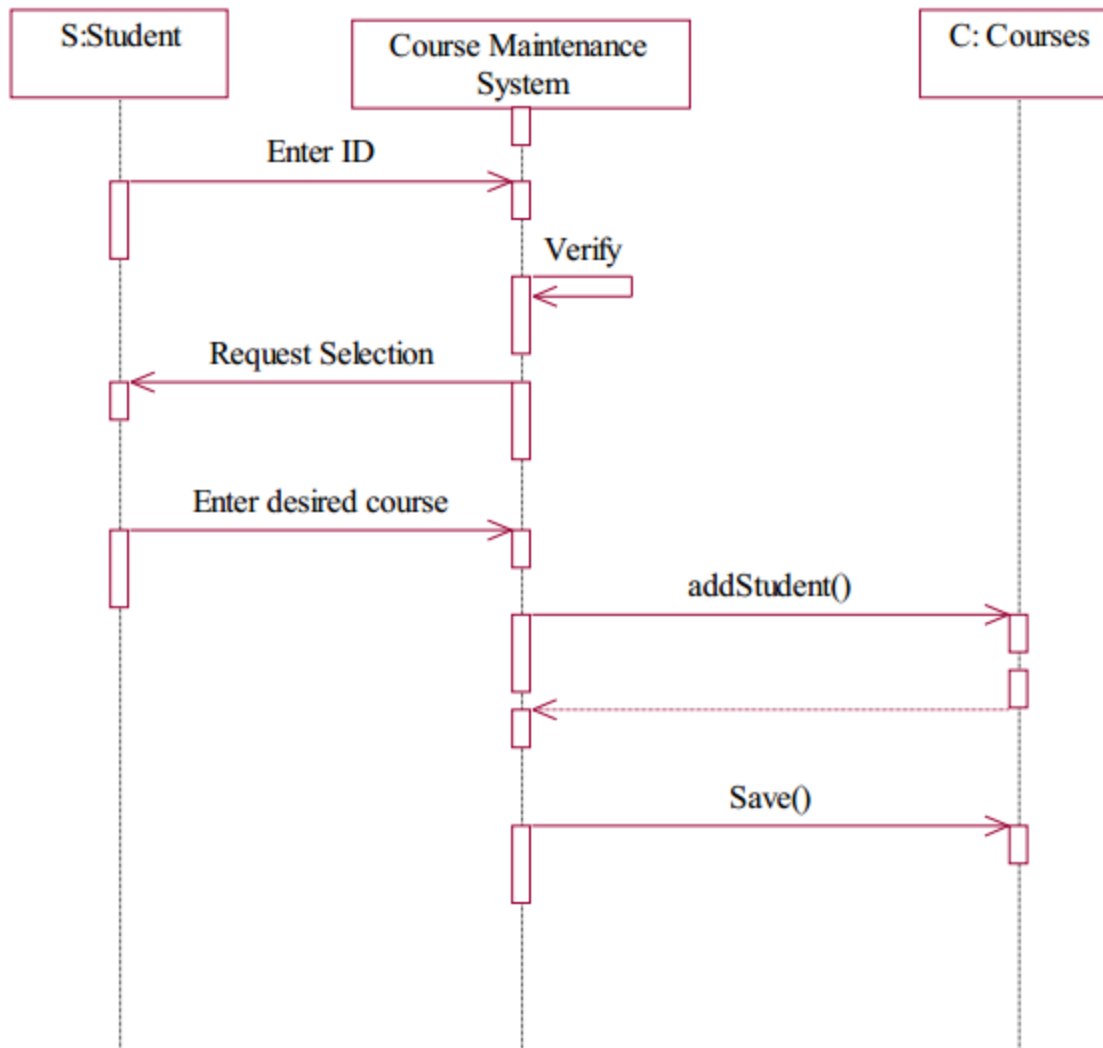 S:Student
Course Maintenance
System
C: Courses
Enter ID
Verify
Request Selection
Enter desired course
addStudent()
Save()